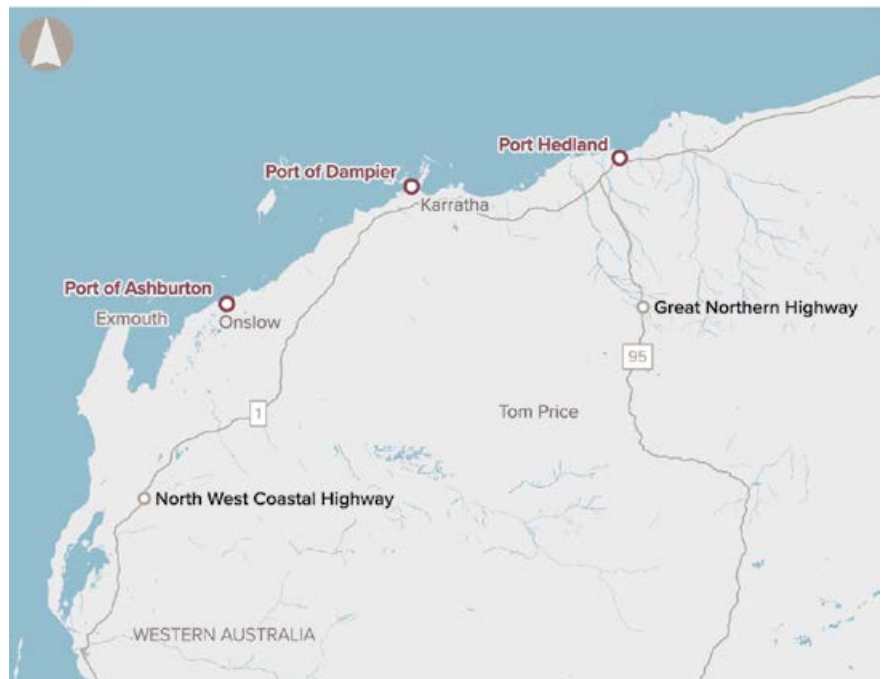 Port Hedland
Port of Dampier
Karratha
Port of Ashburton
Exmouth
Onslow
Great Northern Highway
95
1
Tom Price
North West Coastal Highway
WESTERN AUSTRALIA